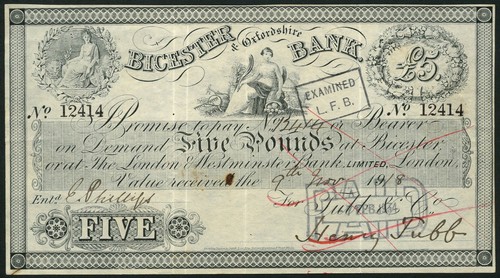 BICESTER & Oxfordshire BANK.
£5.
EXAMINED
L. F. B.
No 12414 No 12414
Promise to pay or Bearer
on Demand Five Pounds at Bicester,
or at The London & Westminster Bank LIMITED, London.
Value received the 9th Nov 1918
Entd E. Phillips For Tubb & Co
PAID
FIVE Henry Tubb